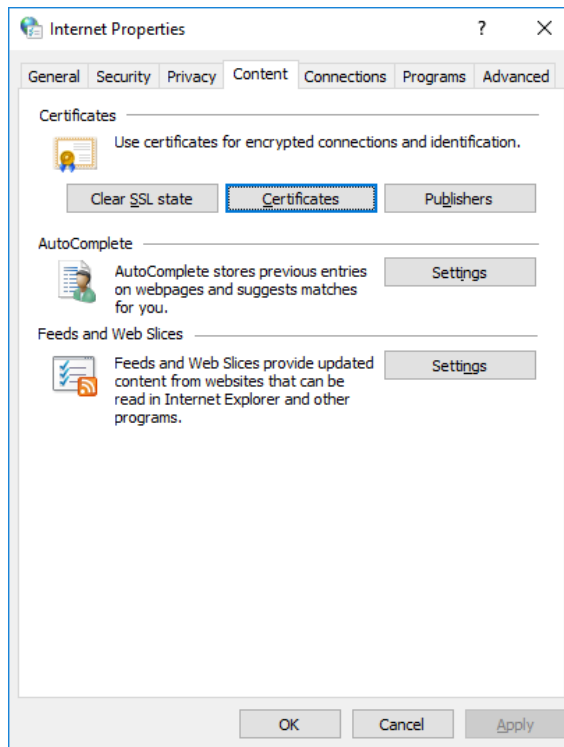 Internet Properties ? X
General Security Privacy Content Connections Programs Advanced
Certificates
Use certificates for encrypted connections and identification.
Clear SSL state Certificates Publishers
AutoComplete
AutoComplete stores previous entries
on webpages and suggests matches
for you.
Settings
Feeds and Web Slices
Feeds and Web Slices provide updated
content from websites that can be
read in Internet Explorer and other
programs.
Settings
OK Cancel Apply